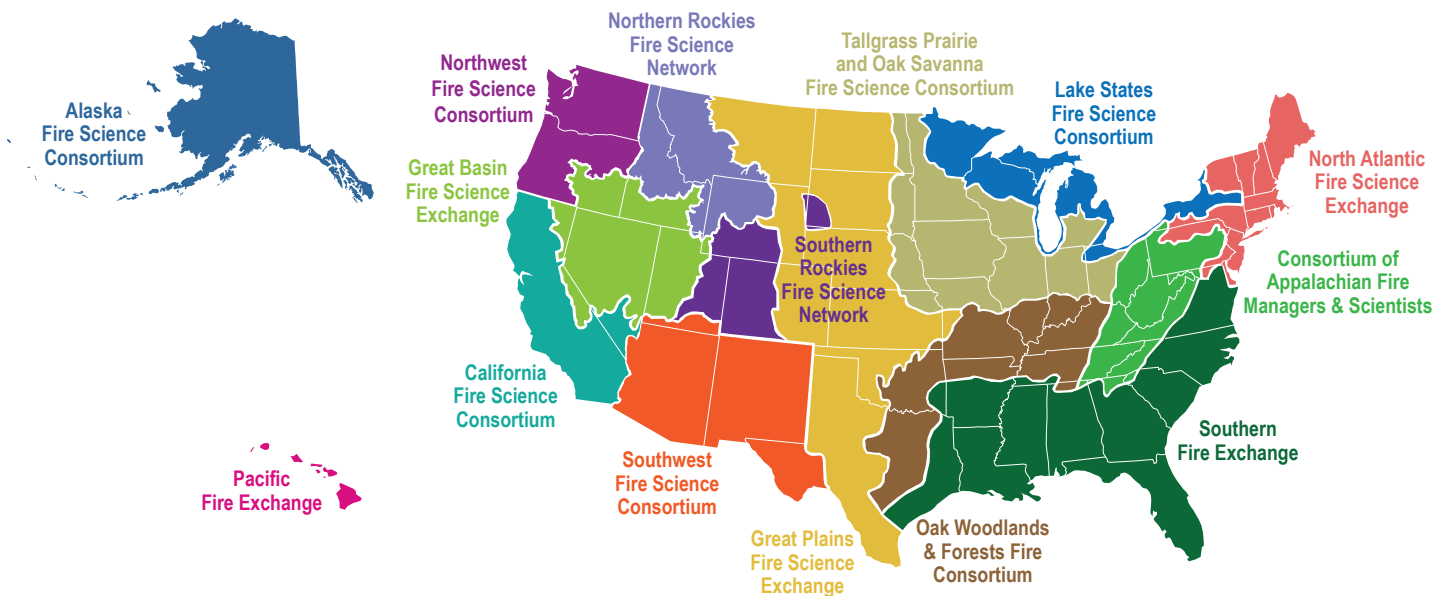 Northern Rockies
Fire Science
Network
Tallgrass Prairie
and Oak Savanna
Fire Science Consortium
Northwest
Fire Science
Consortium
Lake States
Fire Science
Consortium
Alaska
Fire Science
Consortium
North Atlantic
Fire Science
Exchange
Great Basin
Fire Science
Exchange
Southern
Rockies
Fire Science
Network
Consortium of
Appalachian Fire
Managers & Scientists
California
Fire Science
Consortium
Southern
Fire Exchange
Southwest
Fire Science
Consortium
Pacific
Fire Exchange
Oak Woodlands
& Forests Fire
Consortium
Great Plains
Fire Science
Exchange